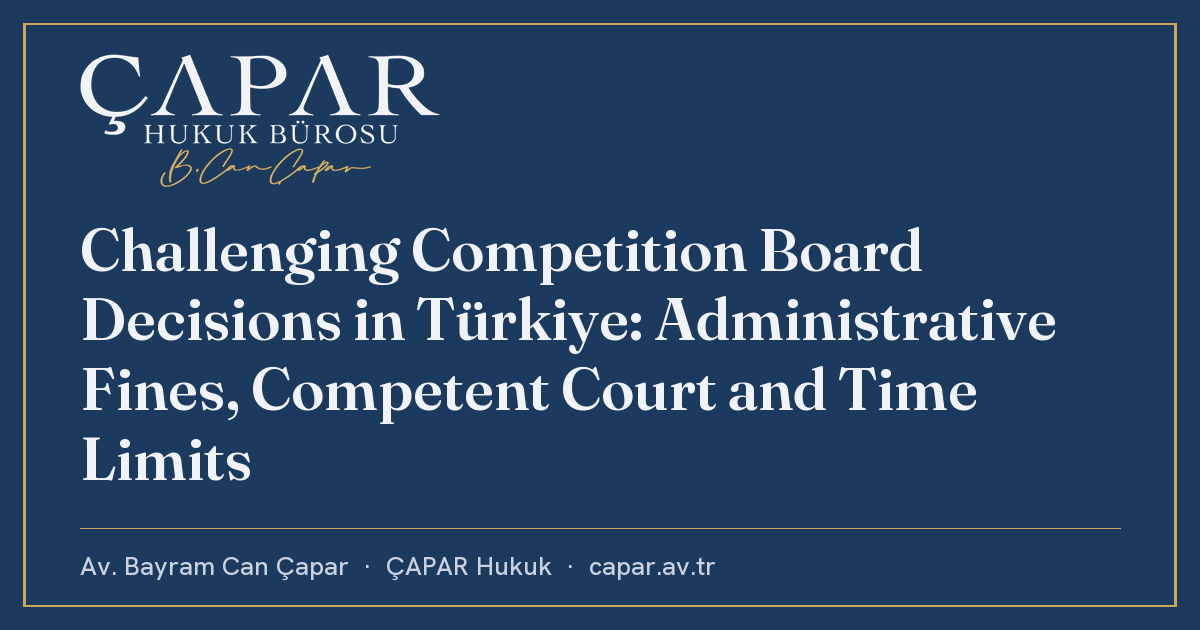 ÇAPAR
HUKUK BÜROSU
B.Can Çapar
Challenging Competition Board
Decisions in Türkiye: Administrative
Fines, Competent Court and Time
Limits
Av. Bayram Can Çapar · ÇAPAR Hukuk · capar.av.tr